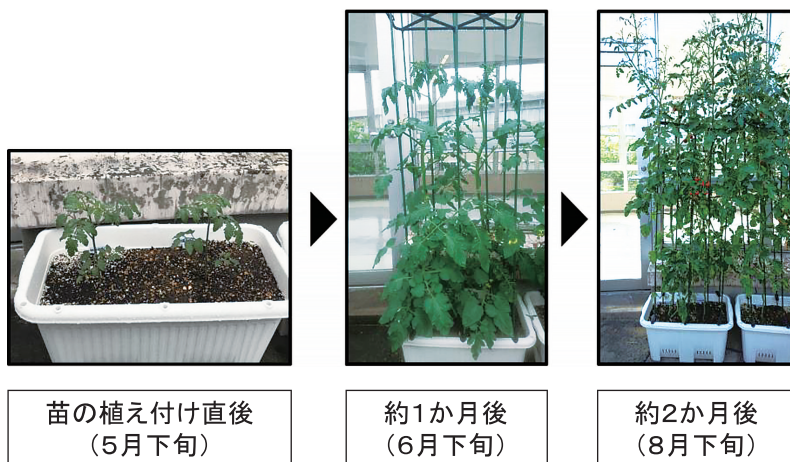 苗の植え付け直後
（5月下旬）
約1か月後
（6月下旬）
約2か月後
（8月下旬）